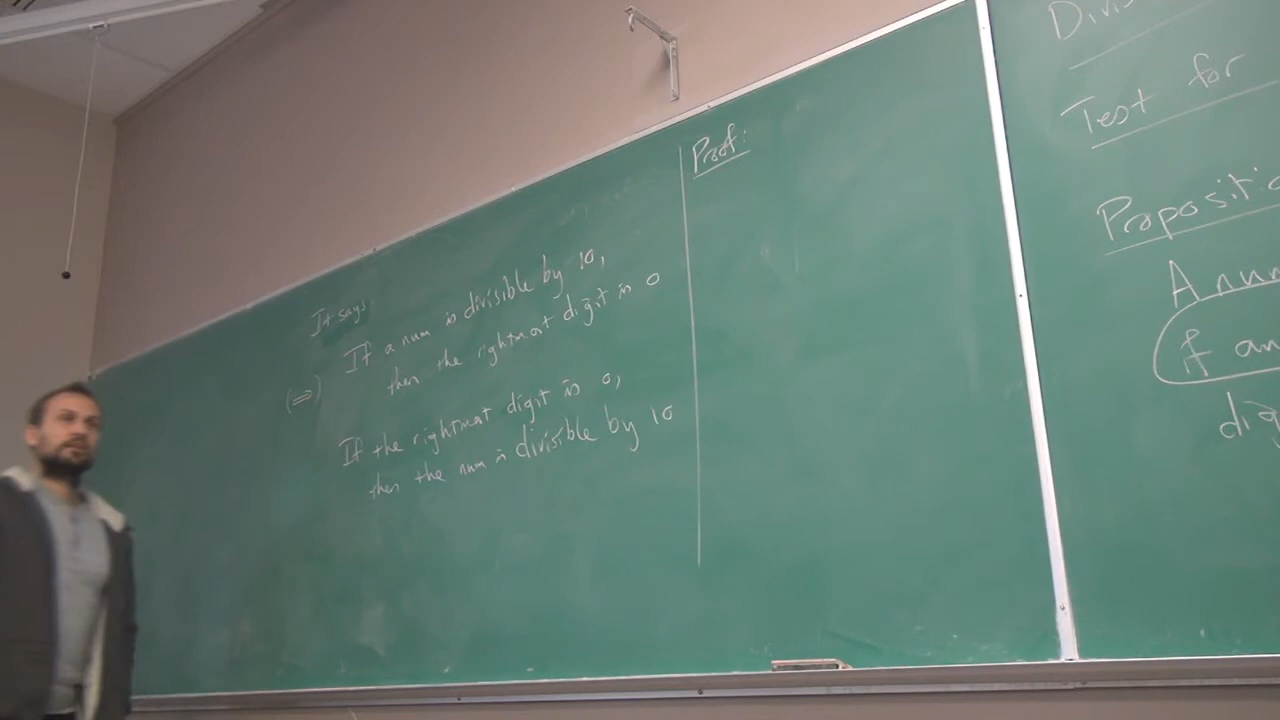 It says
If a num is divisible by 10,
then the rightmost digit is 0
(⇒)
If the rightmost digit is 0,
then the num is divisible by 10
Proof:
Divis
Test for
Propositio
A num
if an
dig